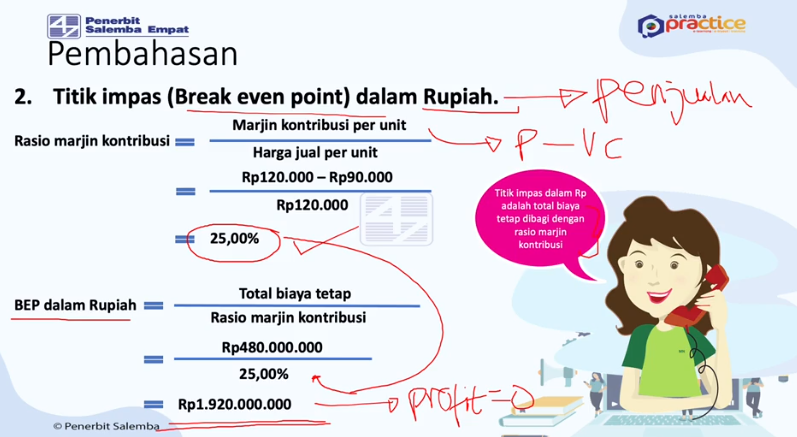 Penerbit
Salemba Empat
salemba
practice
Pembahasan
2. Titik impas (Break even point) dalam Rupiah.
penjualan
Rasio marjin kontribusi = Marjin kontribusi per unit
Harga jual per unit
P – VC
= Rp120.000 – Rp90.000
Rp120.000
= 25,00%
Titik impas dalam Rp
adalah total biaya
tetap dibagi dengan
rasio marjin
kontribusi
BEP dalam Rupiah = Total biaya tetap
Rasio marjin kontribusi
= Rp480.000.000
25,00%
= Rp1.920.000.000
profit=0
© Penerbit Salemba